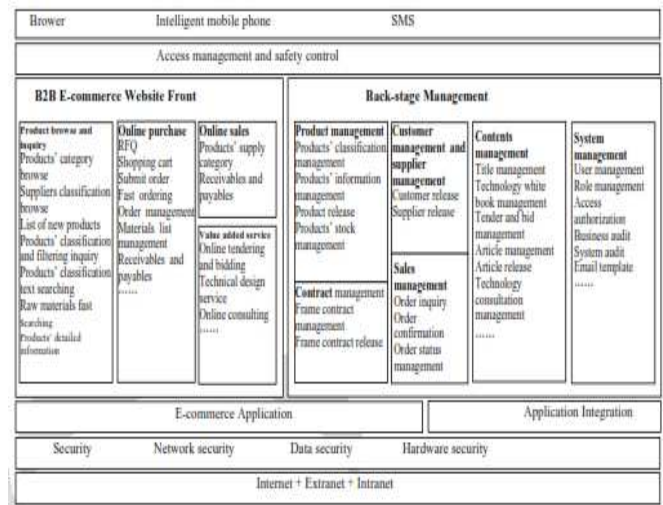 Brower Intelligent mobile phone SMS
Access management and safety control
B2B E-commerce Website Front
Product browse and
inquiry
Products' category
browse
Suppliers classification
browse
List of new products
Products' classification
and filtering inquiry
Products' classification
text searching
Raw materials fast
Searching
Products' detailed
information
Online purchase
RFQ
Shopping cart
Submit order
Fast ordering
Order management
Materials list
management
Receivables and
payables
……
Online sales
Products' supply
category
Receivables and
payables
Value added service
Online tendering
and bidding
Technical design
service
Online consulting
……
Back-stage Management
Product management
Products' classification
management
Products' information
management
Product release
Products' stock
management
Contract management
Frame contract
management
Frame contract release
Customer
management and
supplier
management
Customer release
Supplier release
Sales
management
Order inquiry
Order
confirmation
Order status
management
Contents
management
Title management
Technology white
book management
Tender and bid
management
Article management
Article release
Technology
consultation
management
……
System
management
User management
Role management
Access
authorization
Business audit
System audit
Email template
……
E-commerce Application
Application Integration
Security Network security Data security Hardware security
Internet + Extranet + Intranet